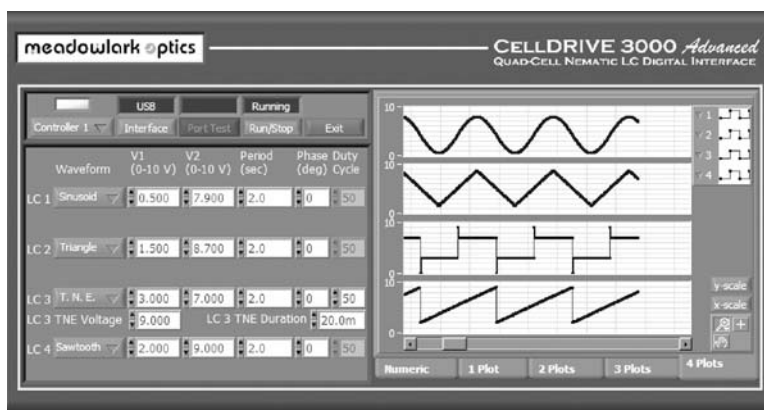 meadowlark optics
CELLDRIVE 3000 Advanced
QUAD-CELL NEMATIC LC DIGITAL INTERFACE
USB Running
Controller 1 Interface Port Test Run/Stop Exit
Waveform V1 (0-10 V) V2 (0-10 V) Period (sec) Phase (deg) Duty Cycle
LC 1 Sinusoid 0.500 7.900 2.0 0 50
LC 2 Triangle 1.500 8.700 2.0 0 50
LC 3 T. N. E. 3.000 7.000 2.0 0 50
LC 3 TNE Voltage 9.000 LC 3 TNE Duration 20.0m
LC 4 Sawtooth 2.000 9.000 2.0 0 50
10
0
10
0
10
0
10
0
1
2
3
4
y-scale
x-scale
Numeric 1 Plot 2 Plots 3 Plots 4 Plots